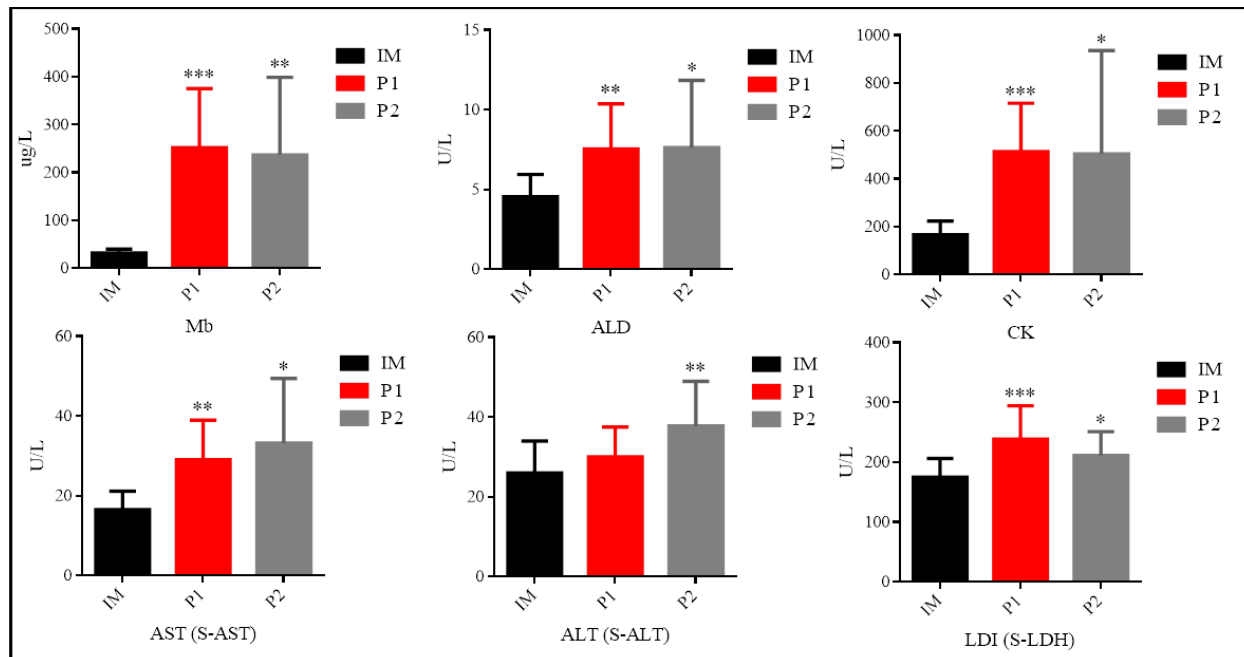 500
400
300
200
100
0
ug/L
***
**
IM
P1
P2
IM
P1
P2
Mb
15
10
5
0
U/L
**
*
IM
P1
P2
IM
P1
P2
ALD
1000
800
600
400
200
0
U/L
***
*
IM
P1
P2
IM
P1
P2
CK
60
40
20
0
U/L
**
*
IM
P1
P2
IM
P1
P2
AST (S-AST)
60
40
20
0
U/L
**
IM
P1
P2
IM
P1
P2
ALT (S-ALT)
400
300
200
100
0
U/L
***
*
IM
P1
P2
IM
P1
P2
LDI (S-LDH)